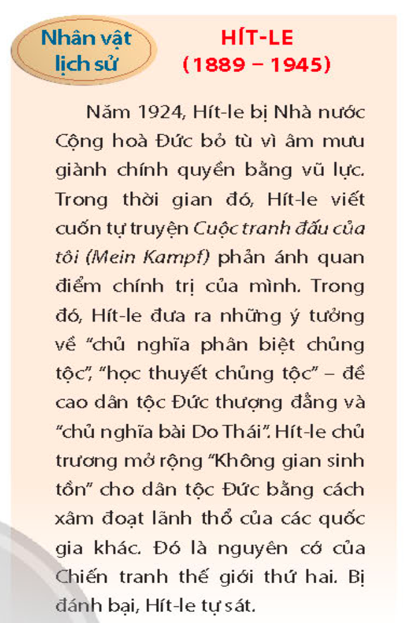 Nhân vật
lịch sử
HÍT-LE
(1889 – 1945)
Năm 1924, Hít-le bị Nhà nước
Cộng hoà Đức bỏ tù vì âm mưu
giành chính quyền bằng vũ lực.
Trong thời gian đó, Hít-le viết
cuốn tự truyện Cuộc tranh đấu của
tôi (Mein Kampf) phản ánh quan
điểm chính trị của mình. Trong
đó, Hít-le đưa ra những ý tưởng
về “chủ nghĩa phân biệt chủng
tộc”, “học thuyết chủng tộc” – đề
cao dân tộc Đức thượng đẳng và
“chủ nghĩa bài Do Thái”. Hít-le chủ
trương mở rộng “Không gian sinh
tồn” cho dân tộc Đức bằng cách
xâm đoạt lãnh thổ của các quốc
gia khác. Đó là nguyên cớ của
Chiến tranh thế giới thứ hai. Bị
đánh bại, Hít-le tự sát.